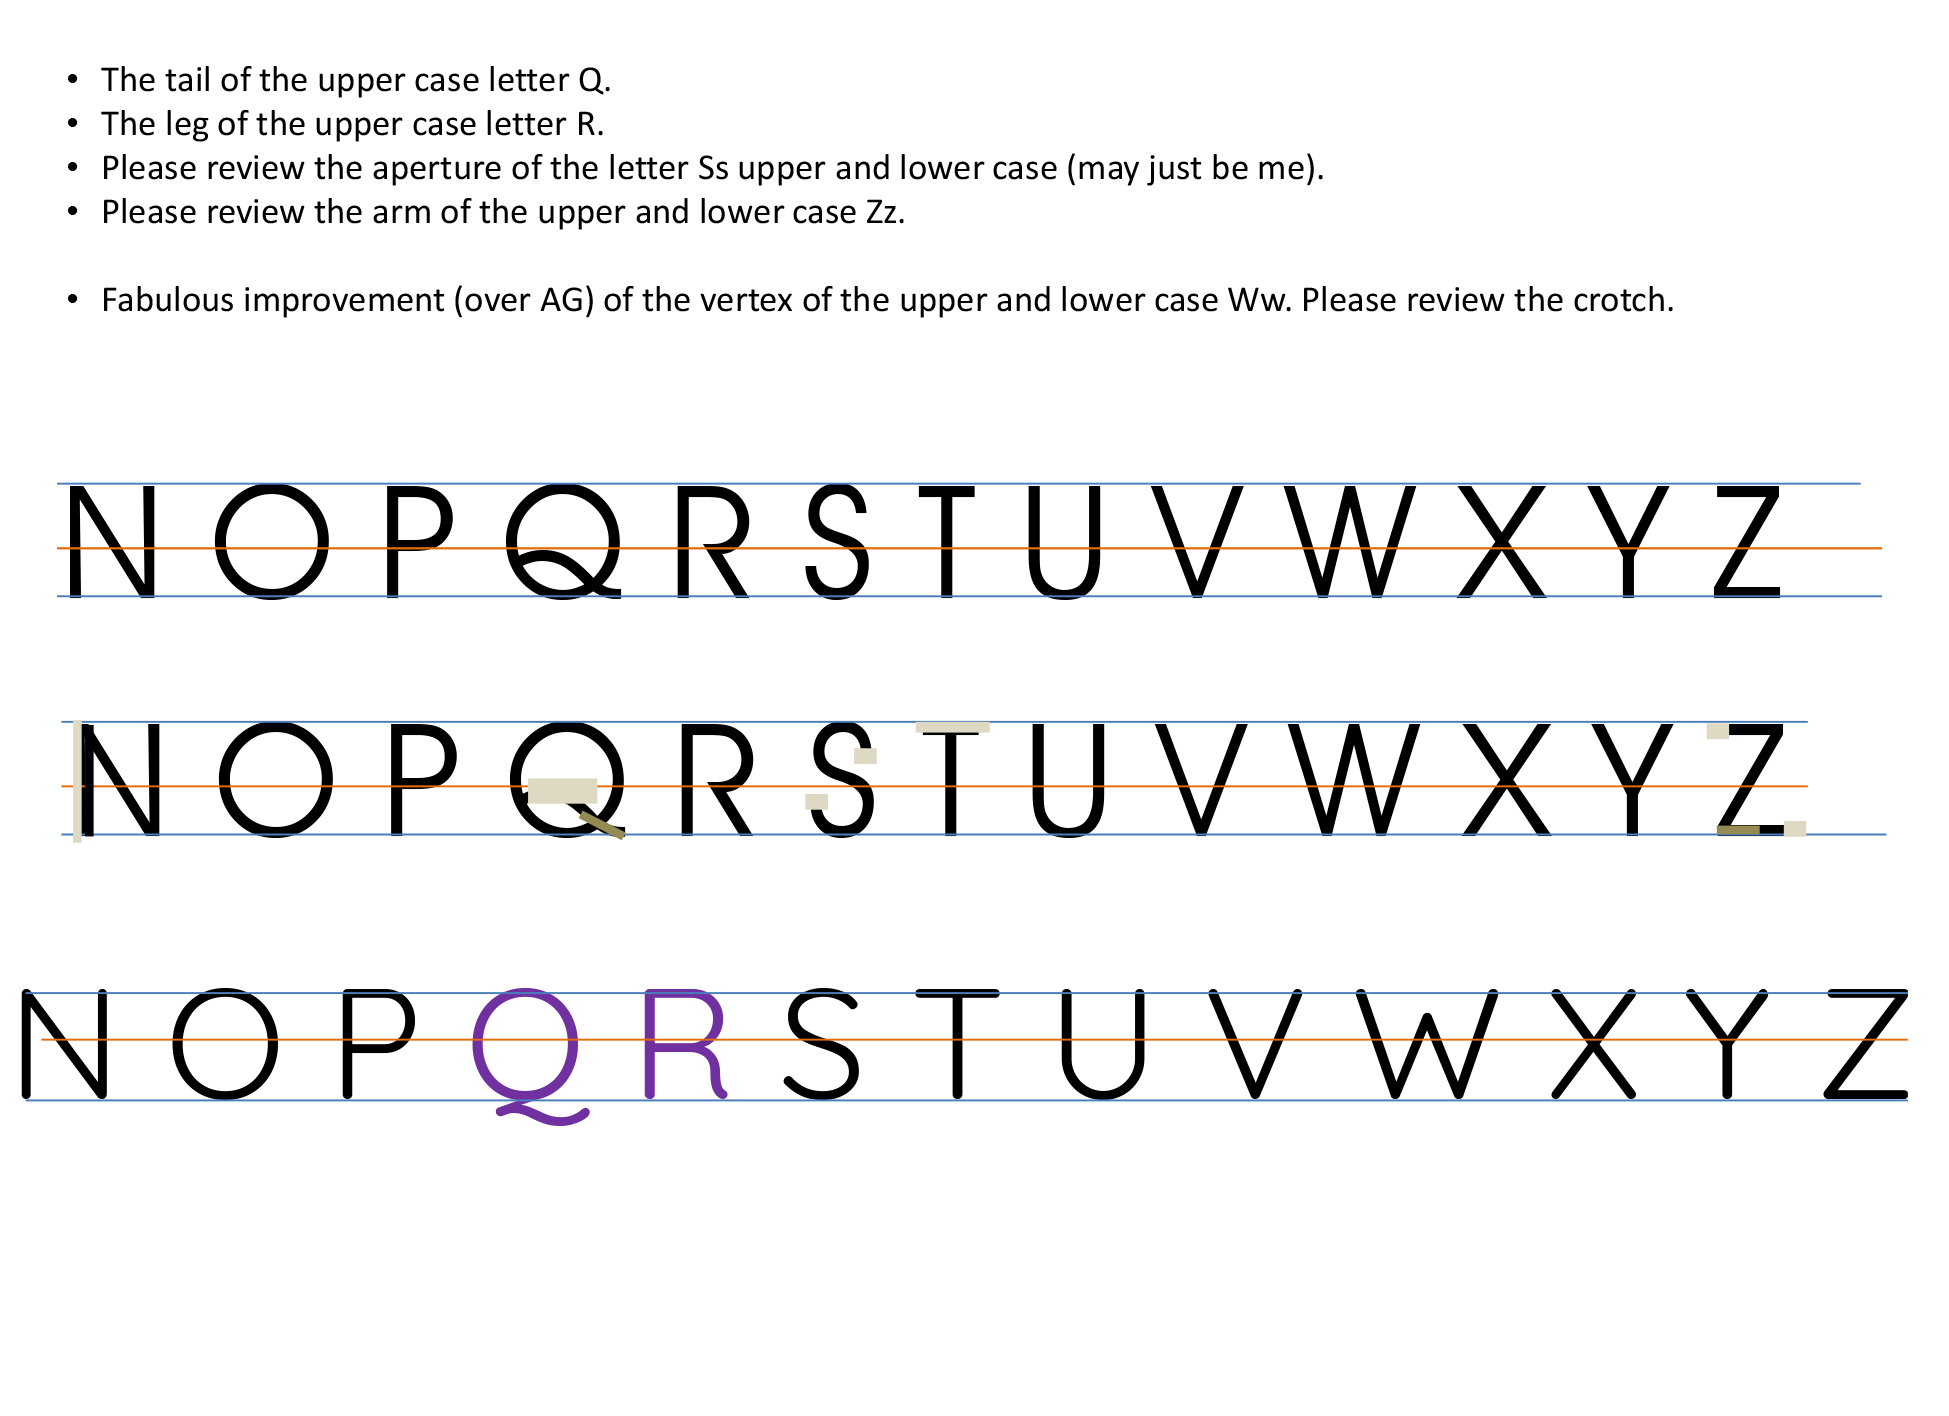 • The tail of the upper case letter Q.
• The leg of the upper case letter R.
• Please review the aperture of the letter Ss upper and lower case (may just be me).
• Please review the arm of the upper and lower case Zz.
• Fabulous improvement (over AG) of the vertex of the upper and lower case Ww. Please review the crotch.
N O P Q R S T U V W X Y Z
N O P Q R S T U V W X Y Z
N O P Q R S T U V W X Y Z